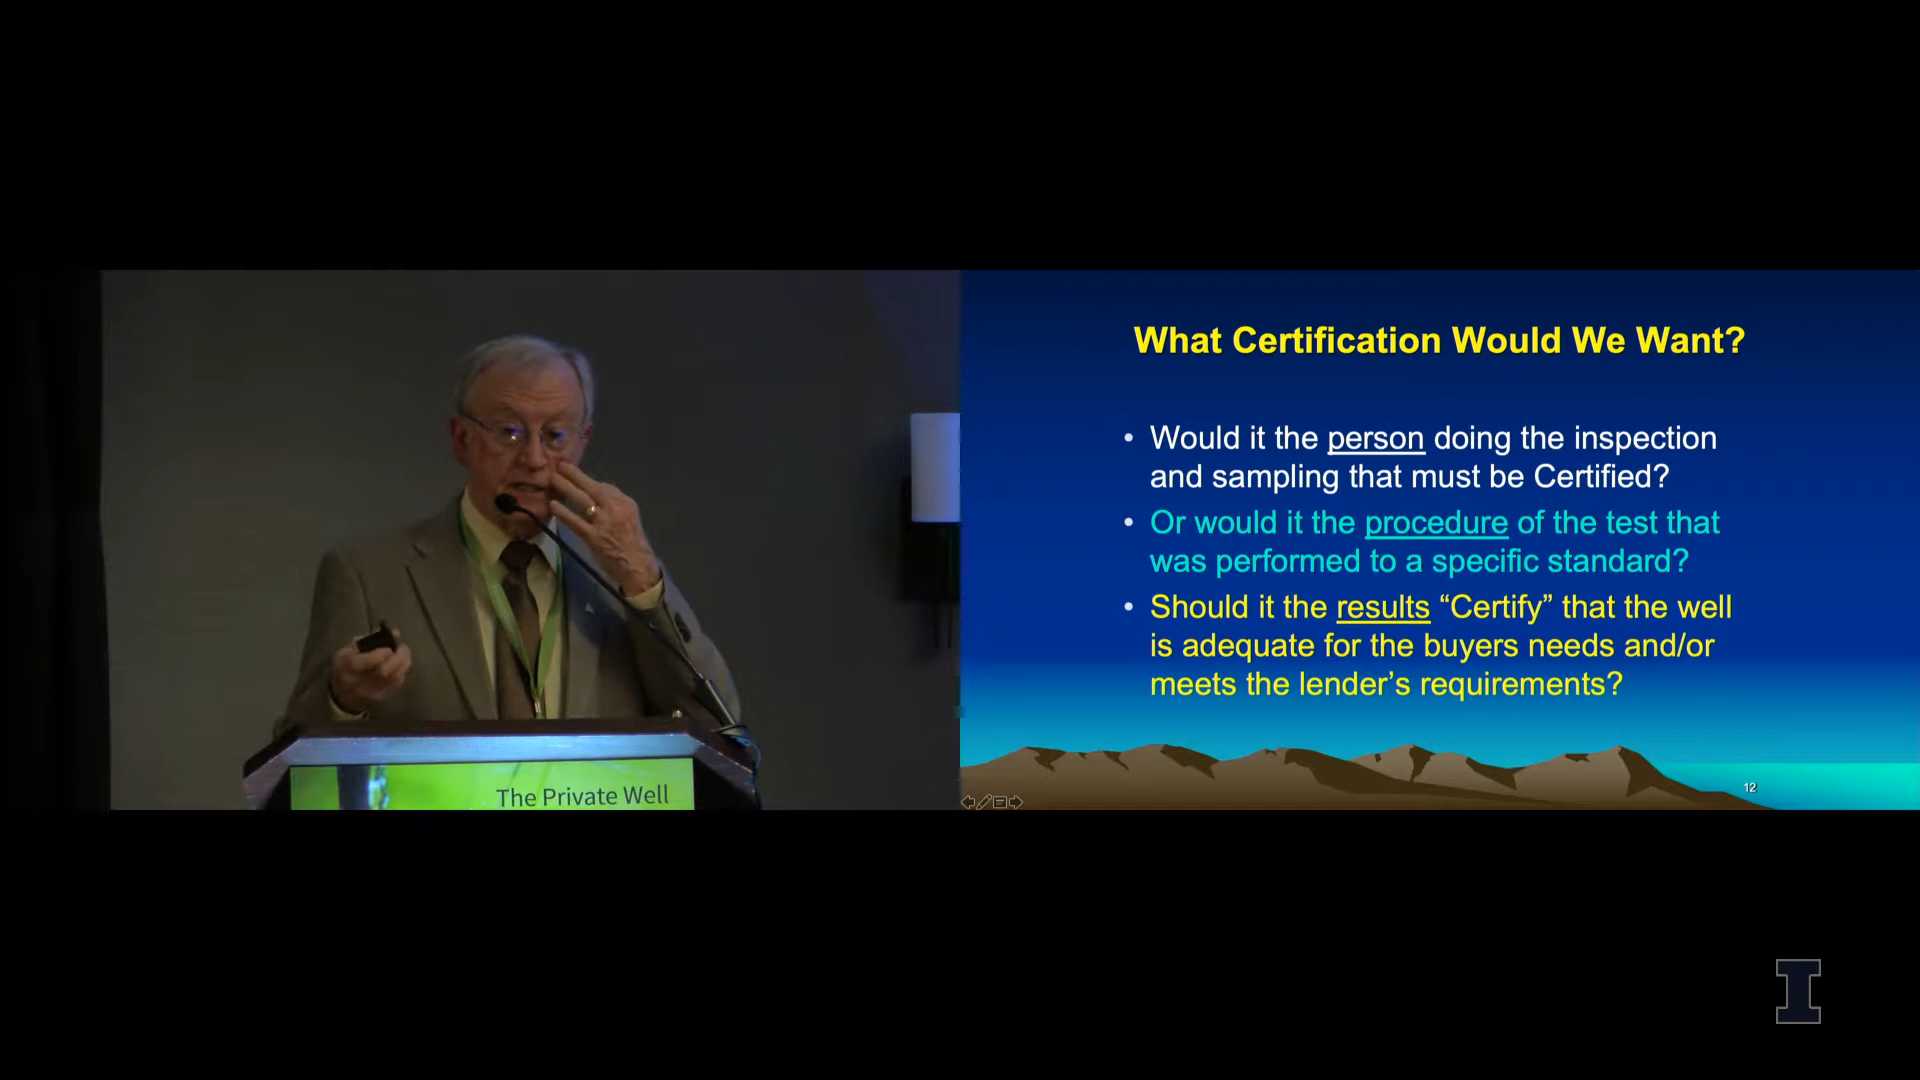 What Certification Would We Want?
• Would it the person doing the inspection
and sampling that must be Certified?
• Or would it the procedure of the test that
was performed to a specific standard?
• Should it the results “Certify” that the well
is adequate for the buyers needs and/or
meets the lender’s requirements?
12
The Private Well
I